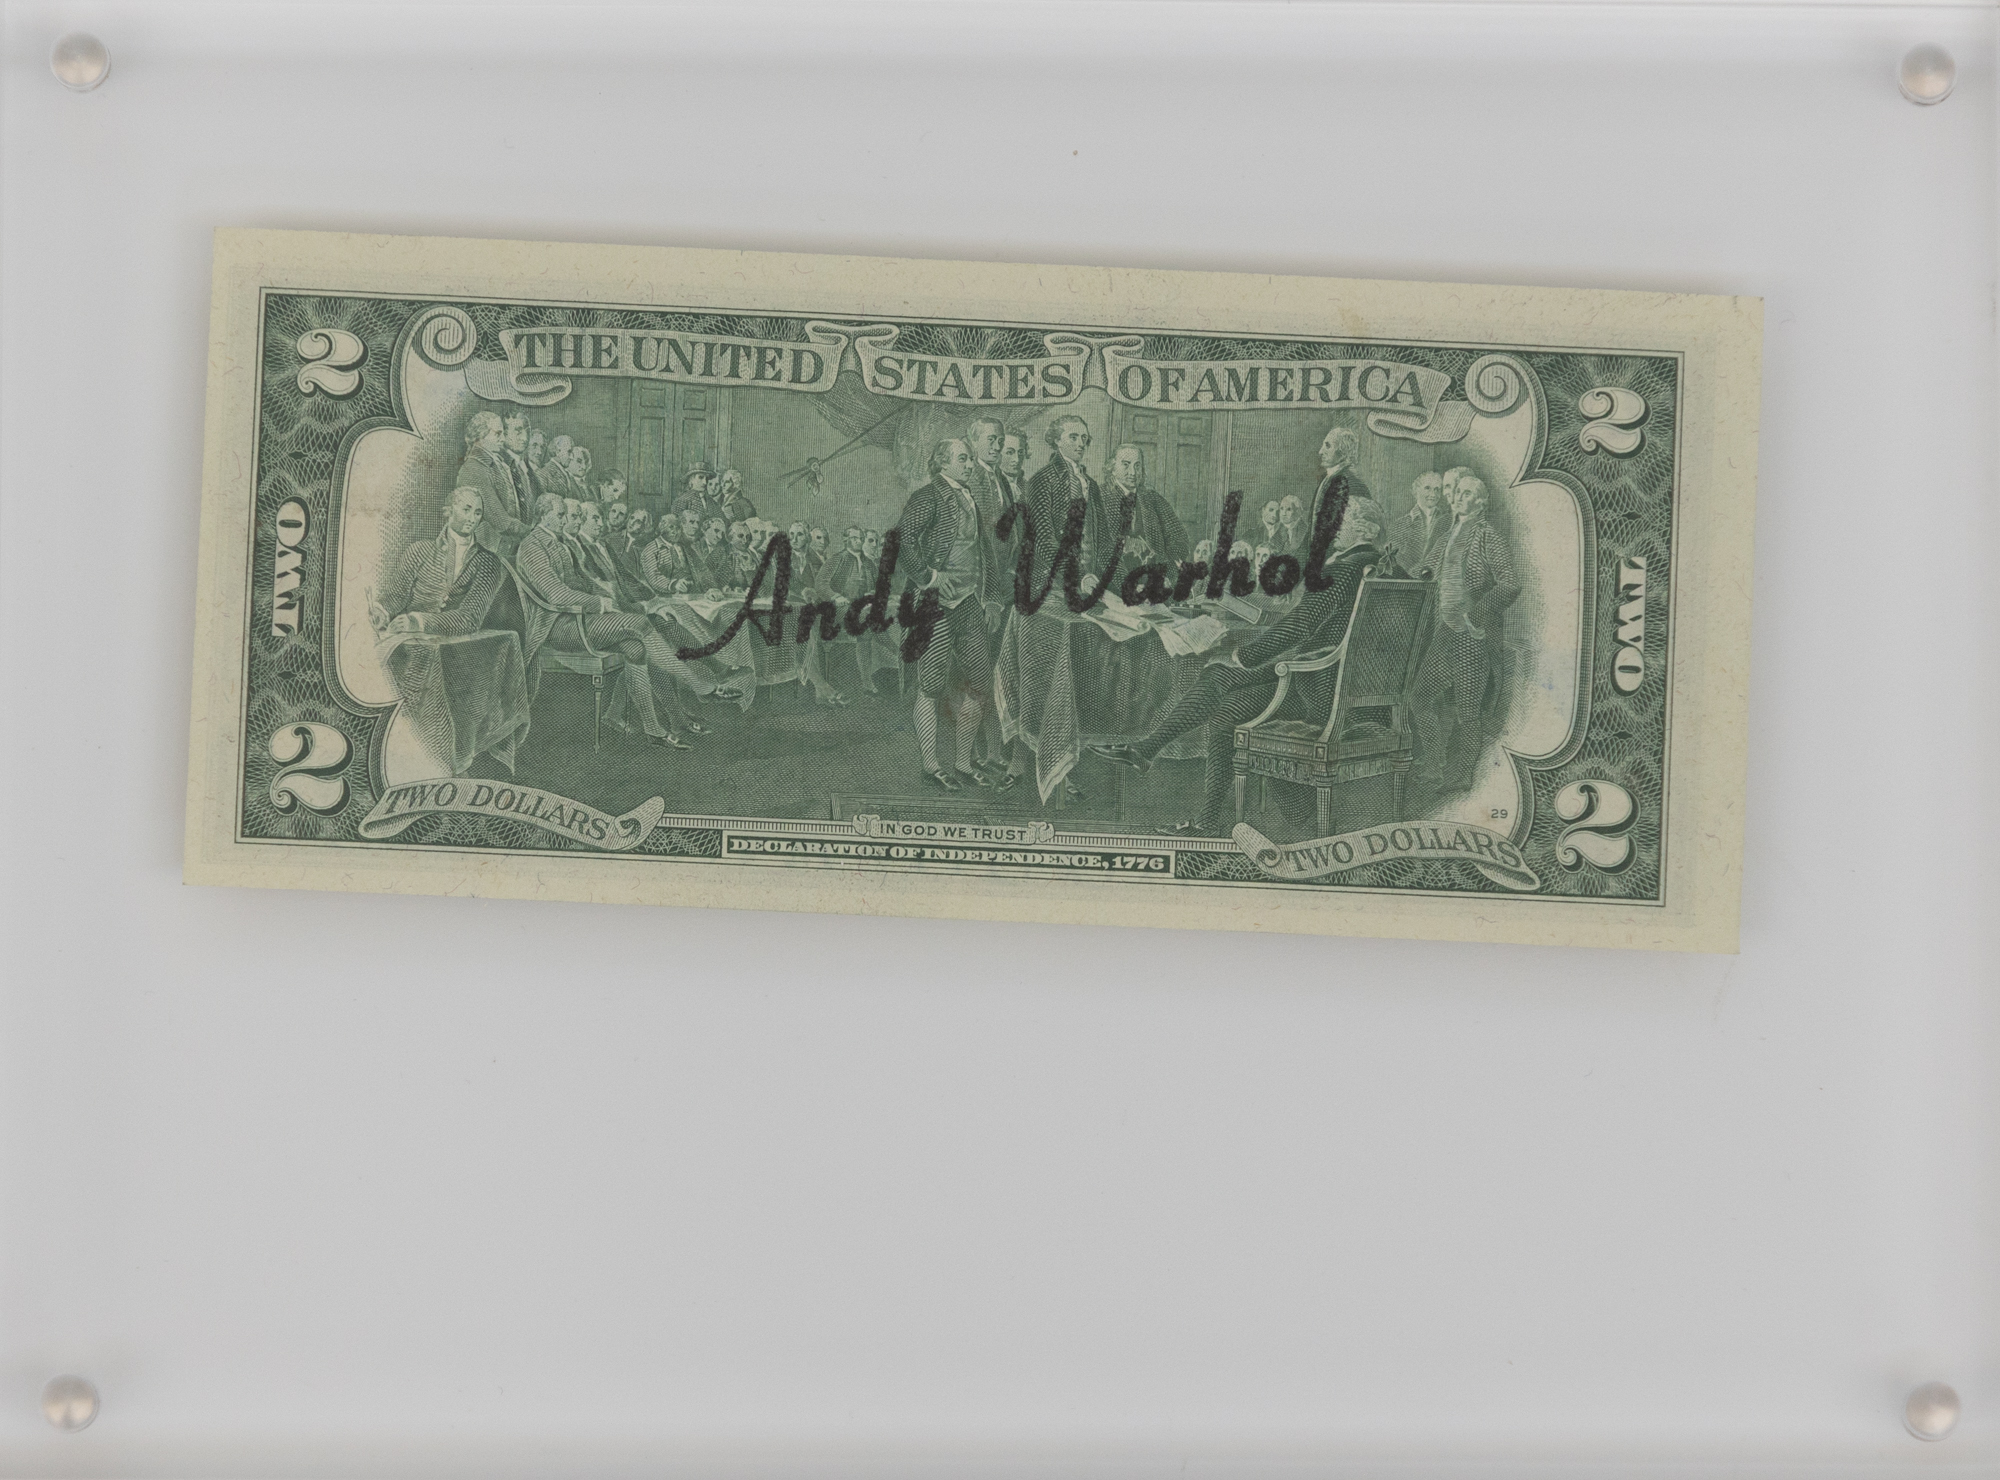 2 THE UNITED STATES OF AMERICA 2
TWO
Andy Warhol
TWO
2 TWO DOLLARS
IN GOD WE TRUST
DECLARATION OF INDEPENDENCE, 1776
29
TWO DOLLARS 2